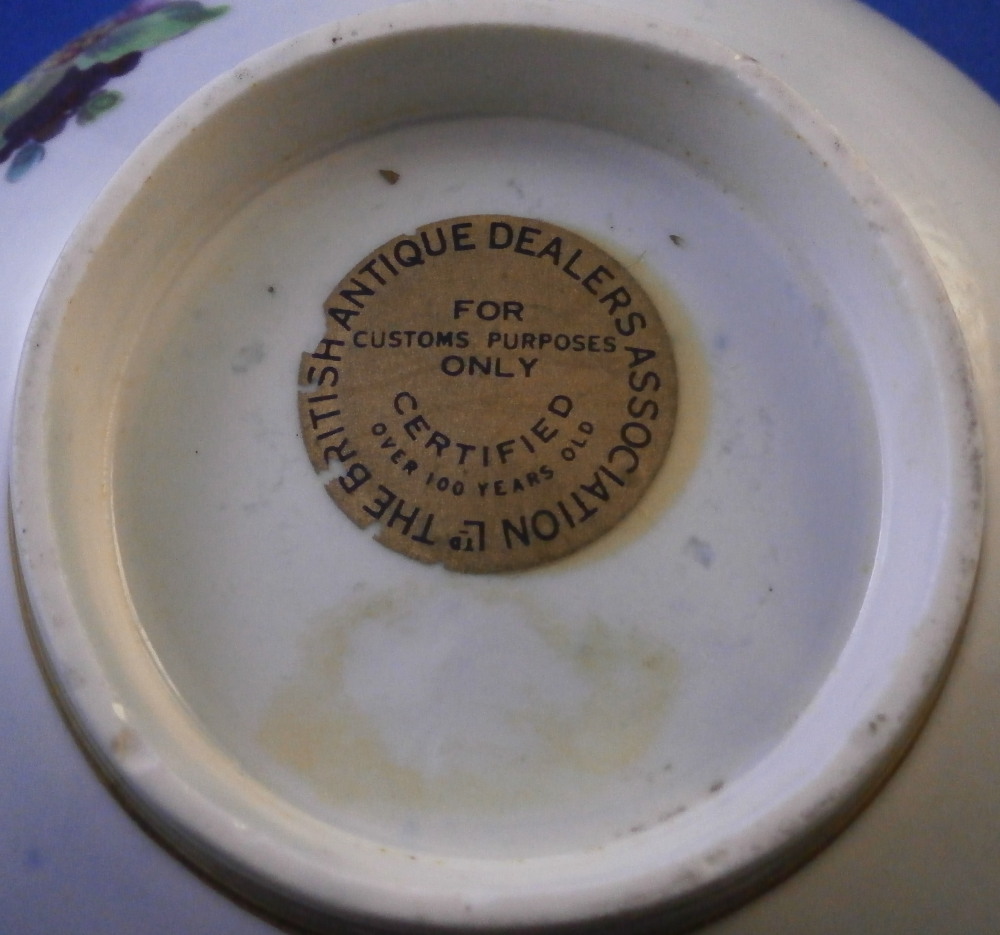 THE BRITISH ANTIQUE DEALERS ASSOCIATION LTD
FOR
CUSTOMS PURPOSES
ONLY
CERTIFIED
OVER 100 YEARS OLD